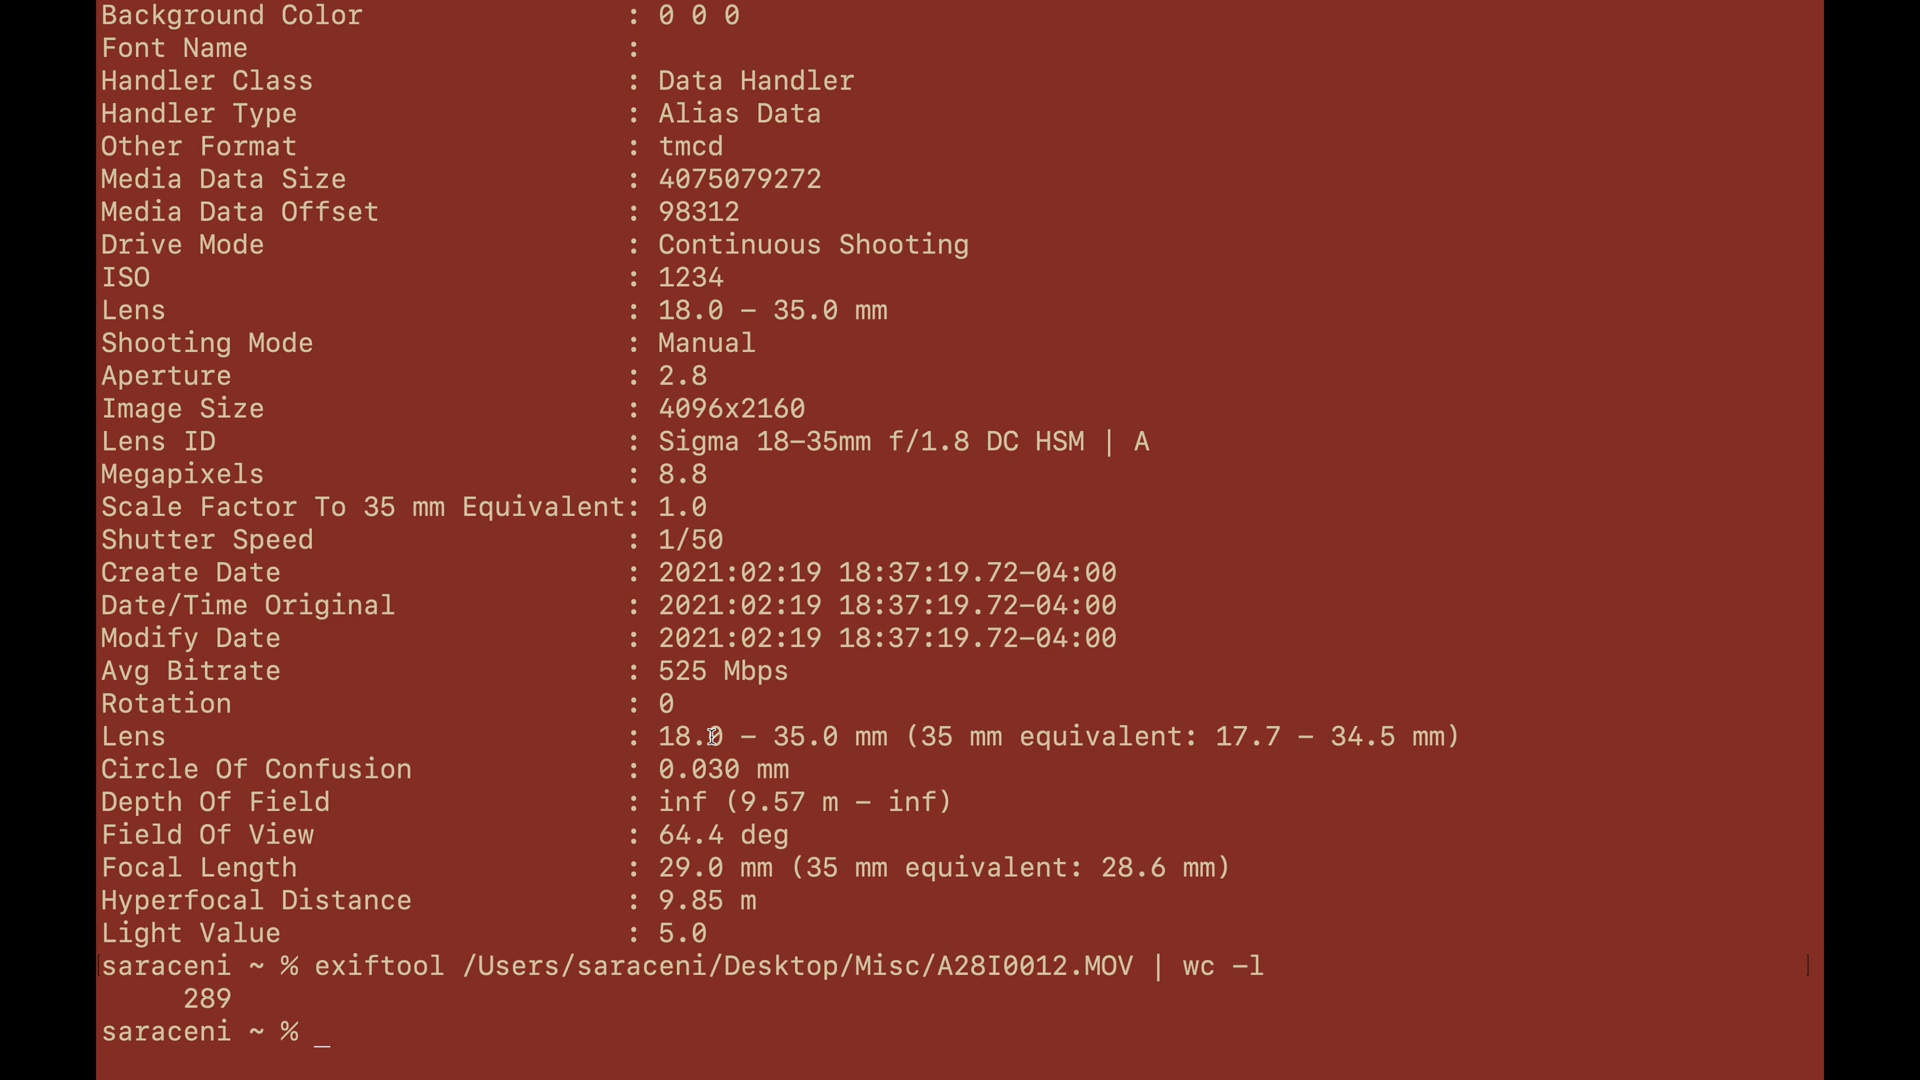 Background Color : 0 0 0
Font Name :
Handler Class : Data Handler
Handler Type : Alias Data
Other Format : tmcd
Media Data Size : 4075079272
Media Data Offset : 98312
Drive Mode : Continuous Shooting
ISO : 1234
Lens : 18.0 - 35.0 mm
Shooting Mode : Manual
Aperture : 2.8
Image Size : 4096x2160
Lens ID : Sigma 18-35mm f/1.8 DC HSM | A
Megapixels : 8.8
Scale Factor To 35 mm Equivalent: 1.0
Shutter Speed : 1/50
Create Date : 2021:02:19 18:37:19.72-04:00
Date/Time Original : 2021:02:19 18:37:19.72-04:00
Modify Date : 2021:02:19 18:37:19.72-04:00
Avg Bitrate : 525 Mbps
Rotation : 0
Lens : 18.0 - 35.0 mm (35 mm equivalent: 17.7 - 34.5 mm)
Circle Of Confusion : 0.030 mm
Depth Of Field : inf (9.57 m - inf)
Field Of View : 64.4 deg
Focal Length : 29.0 mm (35 mm equivalent: 28.6 mm)
Hyperfocal Distance : 9.85 m
Light Value : 5.0
saraceni ~ % exiftool /Users/saraceni/Desktop/Misc/A28I0012.MOV | wc -l
289
saraceni ~ % _